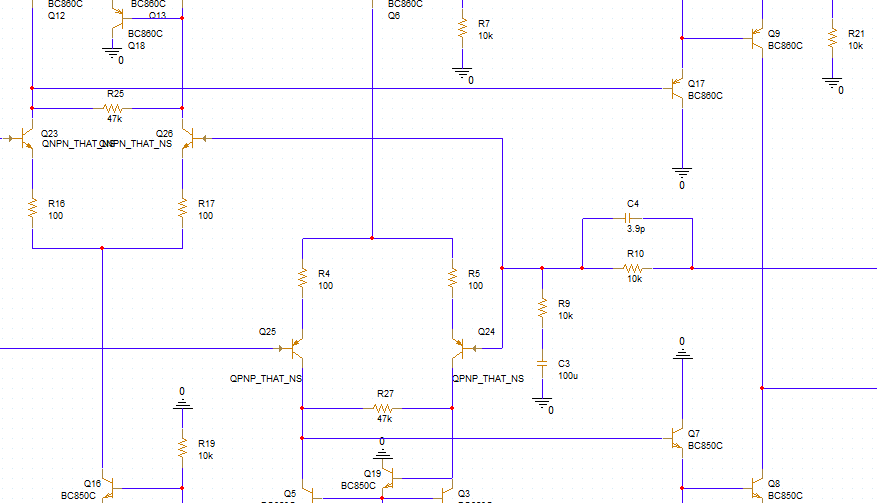 BC860C
Q12
BC860C
Q13
BC860C
Q18
0
BC860C
Q6
R7
10k
0
Q9
BC860C
R21
10k
0
Q17
BC860C
0
R25
47k
Q23
QNPN_THAT_NS
Q26
QNPN_THAT_NS
R16
100
R17
100
C4
3.9p
R10
10k
R4
100
R5
100
R9
10k
C3
100u
0
Q25
QPNP_THAT_NS
Q24
QPNP_THAT_NS
0
R27
47k
0
R19
10k
0
Q7
BC850C
Q16
BC850C
Q19
BC850C
Q5
Q3
Q8
BC850C